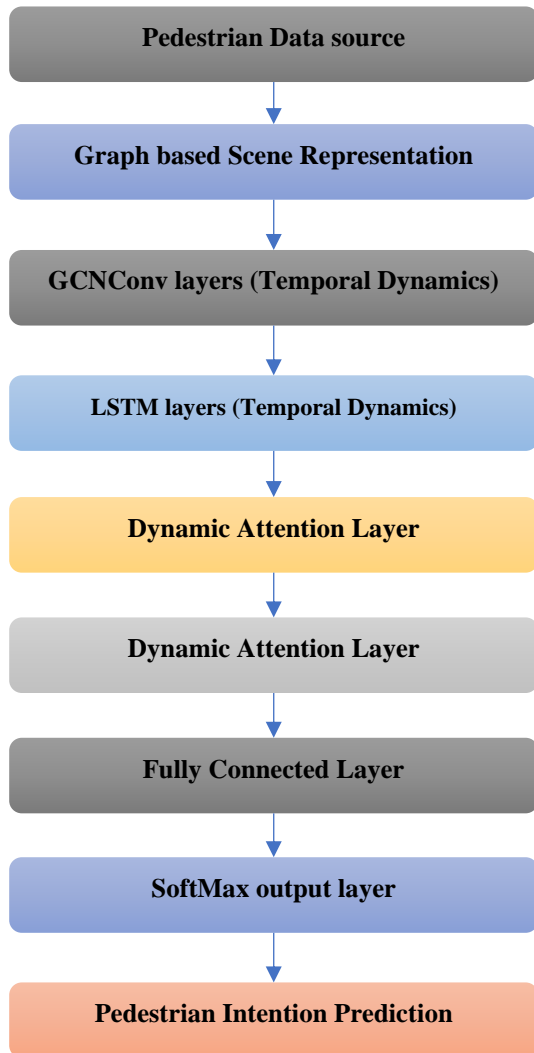 Pedestrian Data source
Graph based Scene Representation
GCNConv layers (Temporal Dynamics)
LSTM layers (Temporal Dynamics)
Dynamic Attention Layer
Dynamic Attention Layer
Fully Connected Layer
SoftMax output layer
Pedestrian Intention Prediction